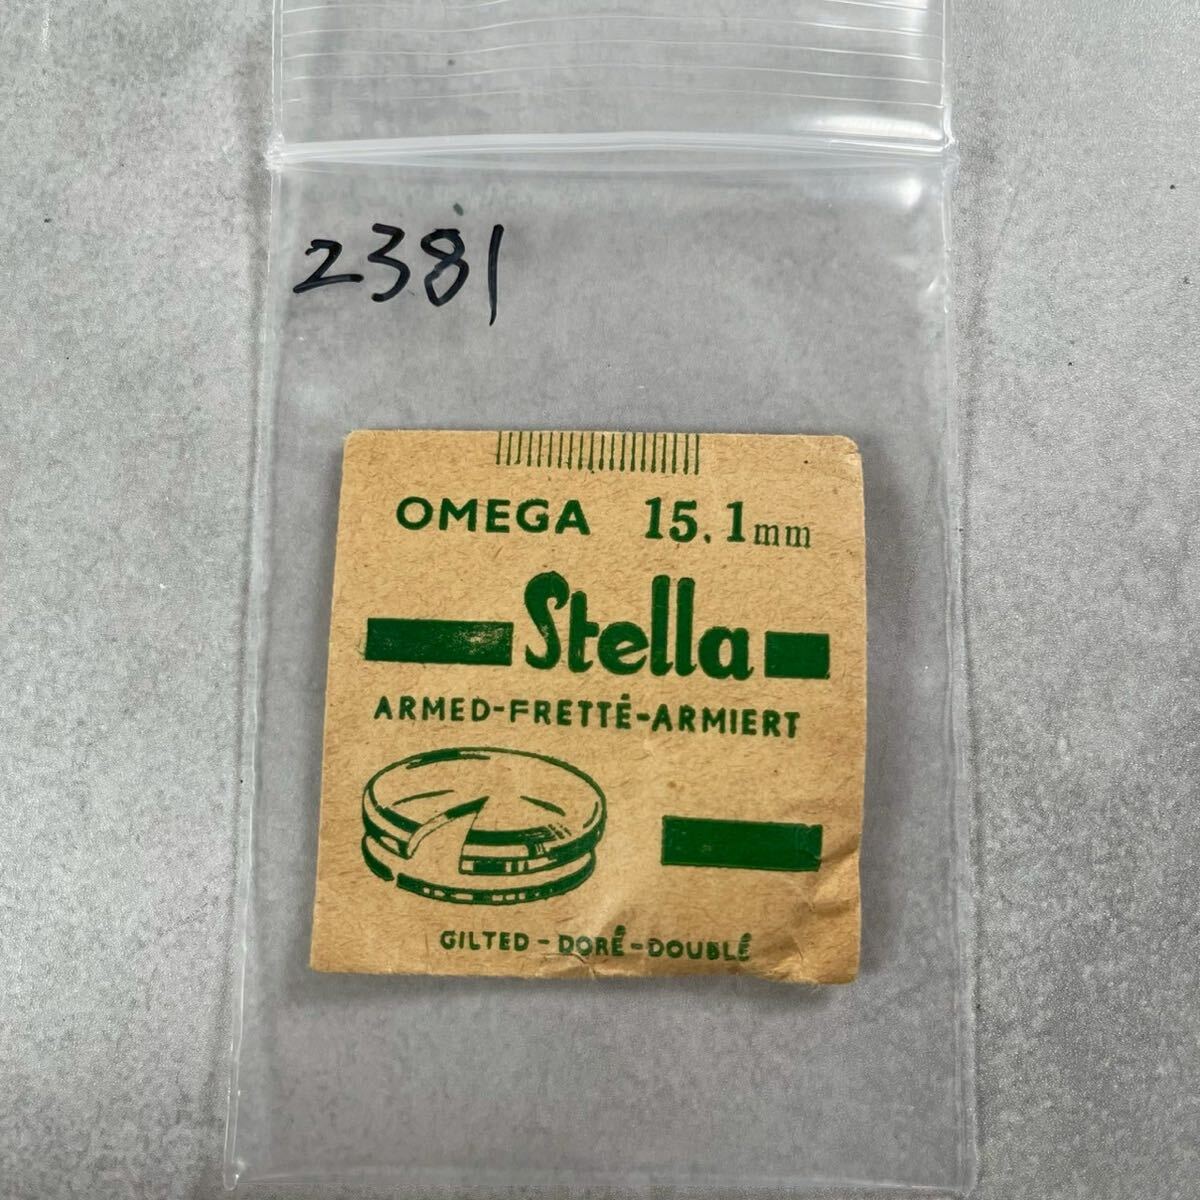 2381
OMEGA 15.1mm
Stella
ARMED-FRETTÉ-ARMIERT
GILTED-DORÉ-DOUBLÉ